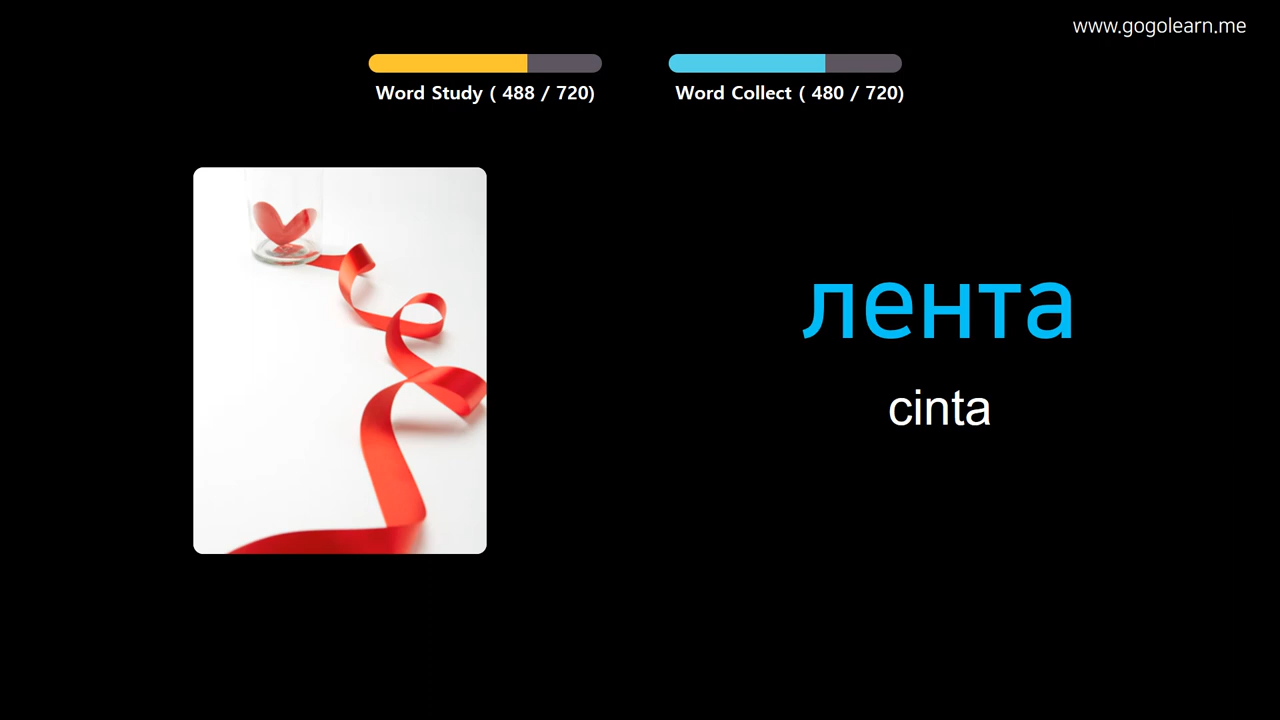 www.gogolearn.me
Word Study ( 488 / 720)
Word Collect ( 480 / 720)
лента
cinta